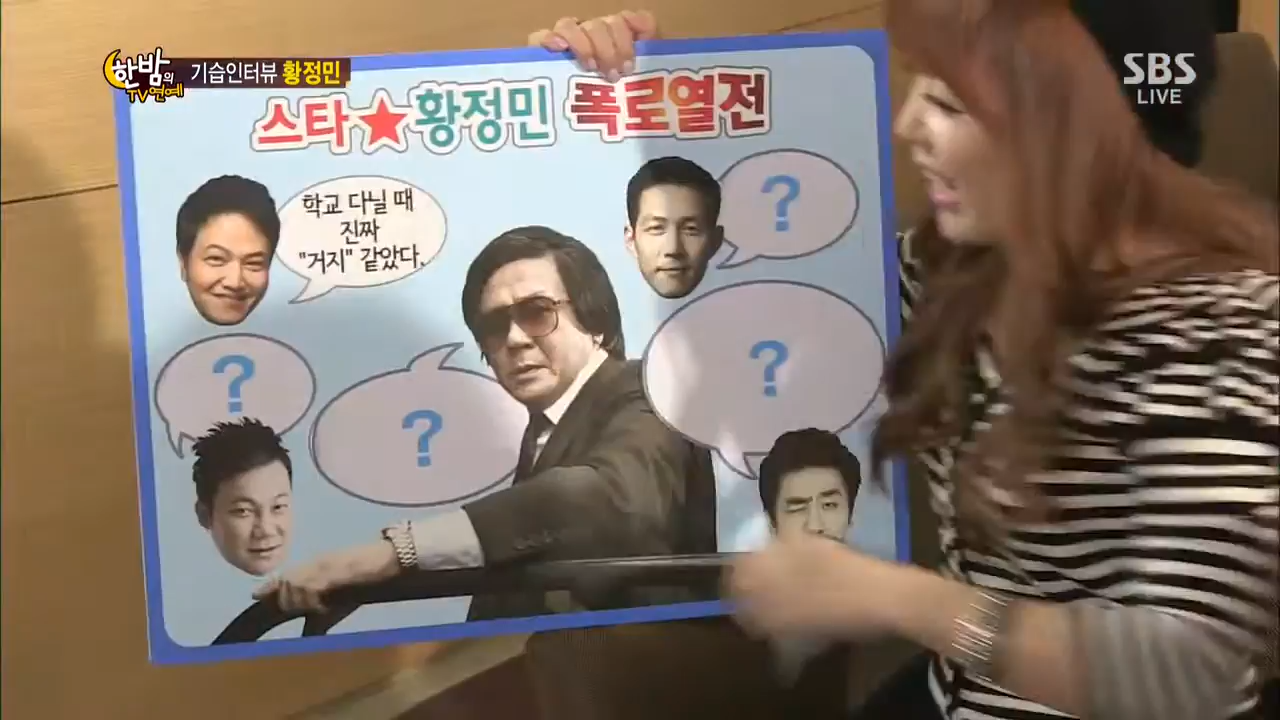 한밤의
TV연예
기습인터뷰 황정민
SBS
LIVE
스타★황정민 폭로열전
학교 다닐 때
진짜
"거지" 같았다.
?
?
?
?